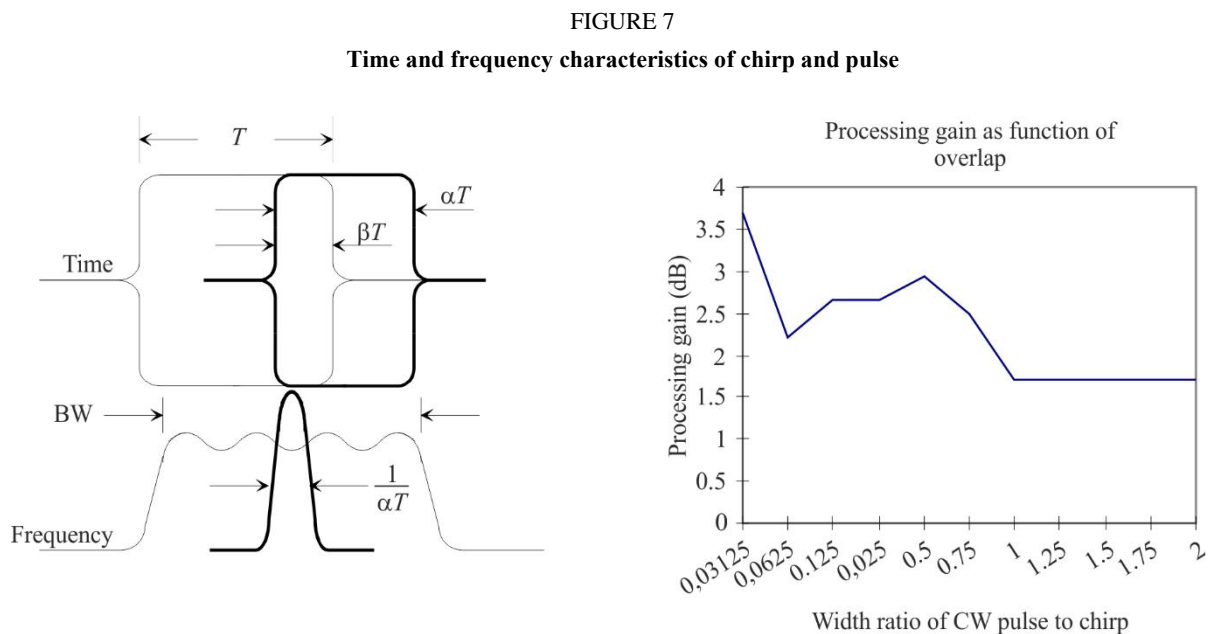 FIGURE 7
Time and frequency characteristics of chirp and pulse
T
αT
βT
Time
BW
1
αT
Frequency
Processing gain as function of
overlap
Processing gain (dB)
4
3.5
3
2.5
2
1.5
1
0.5
0
0,03125
0,0625
0.125
0,025
0.5
0.75
1
1.25
1.5
1.75
2
Width ratio of CW pulse to chirp